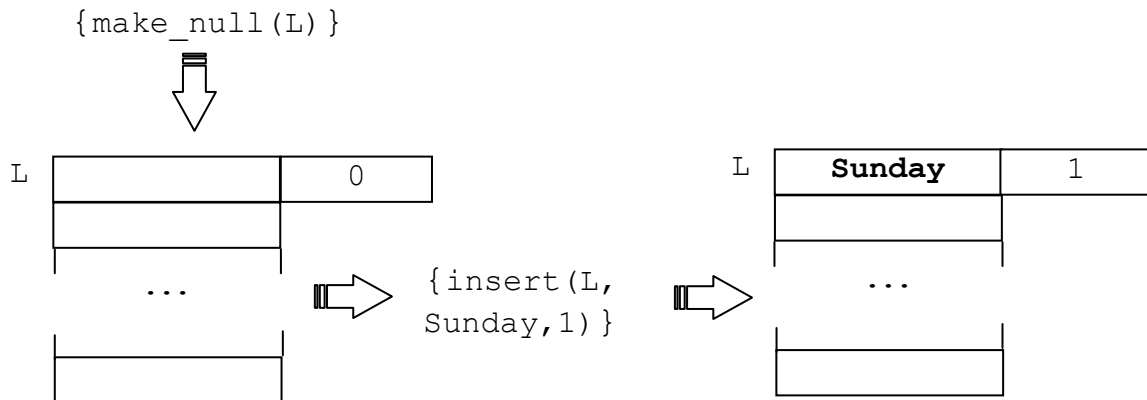 {make_null(L)}
L 0
L Sunday 1
...
...
{insert(L,
Sunday,1)}